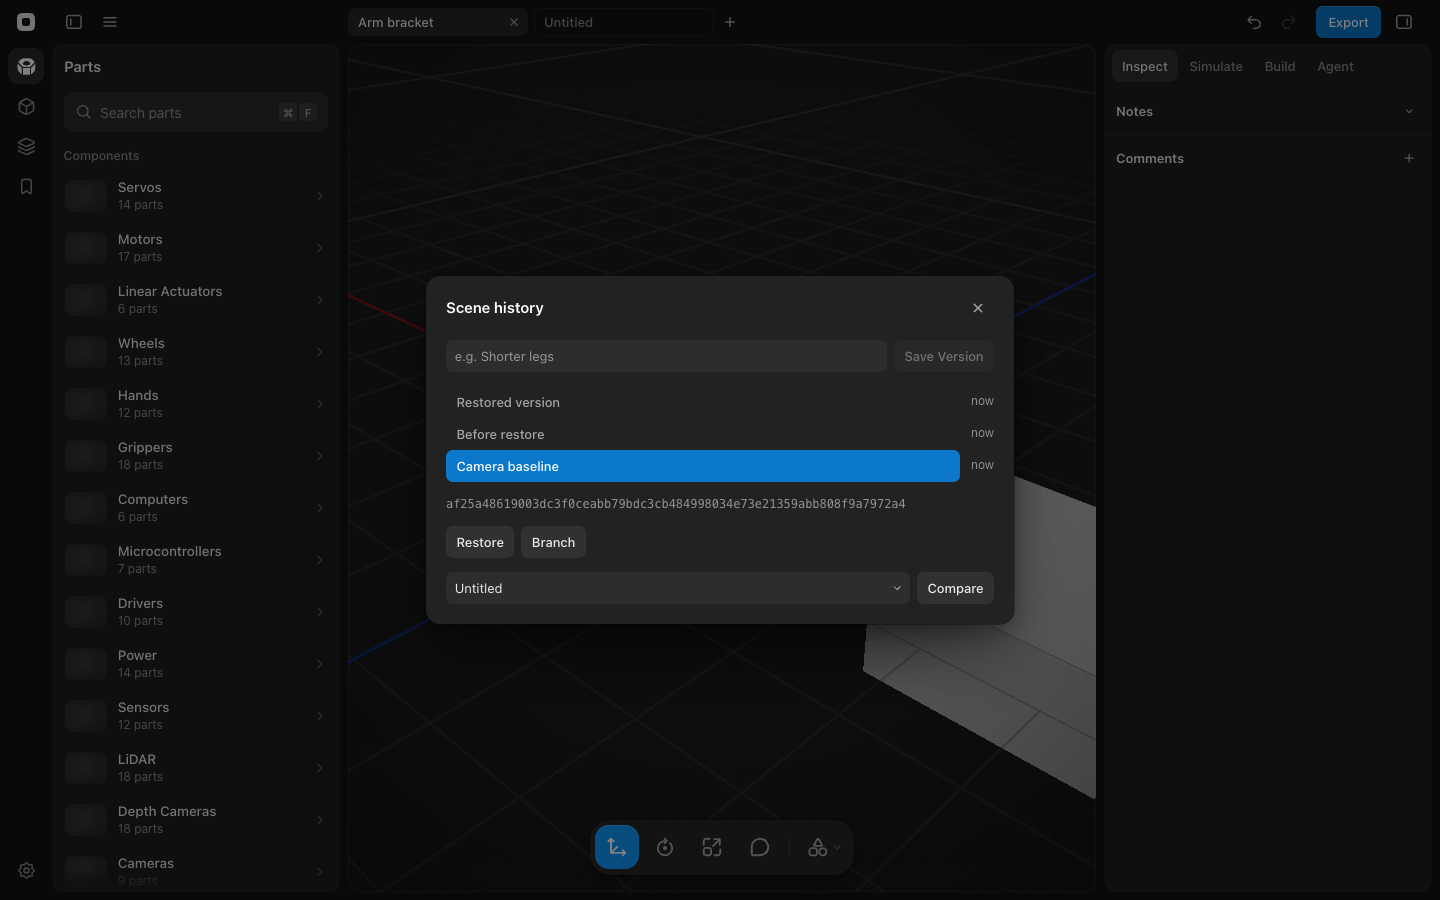 Arm bracket
Untitled
Export
Parts
Search parts
⌘ F
Components
Servos
14 parts
Motors
17 parts
Linear Actuators
6 parts
Wheels
13 parts
Hands
12 parts
Grippers
18 parts
Computers
6 parts
Microcontrollers
7 parts
Drivers
10 parts
Power
14 parts
Sensors
12 parts
LiDAR
18 parts
Depth Cameras
18 parts
Cameras
9 parts
Scene history
e.g. Shorter legs
Save Version
Restored version now
Before restore now
Camera baseline now
af25a48619003dc3f0ceabb79bdc3cb484998034e73e21359abb808f9a7972a4
Restore Branch
Untitled
Compare
Inspect Simulate Build Agent
Notes
Comments